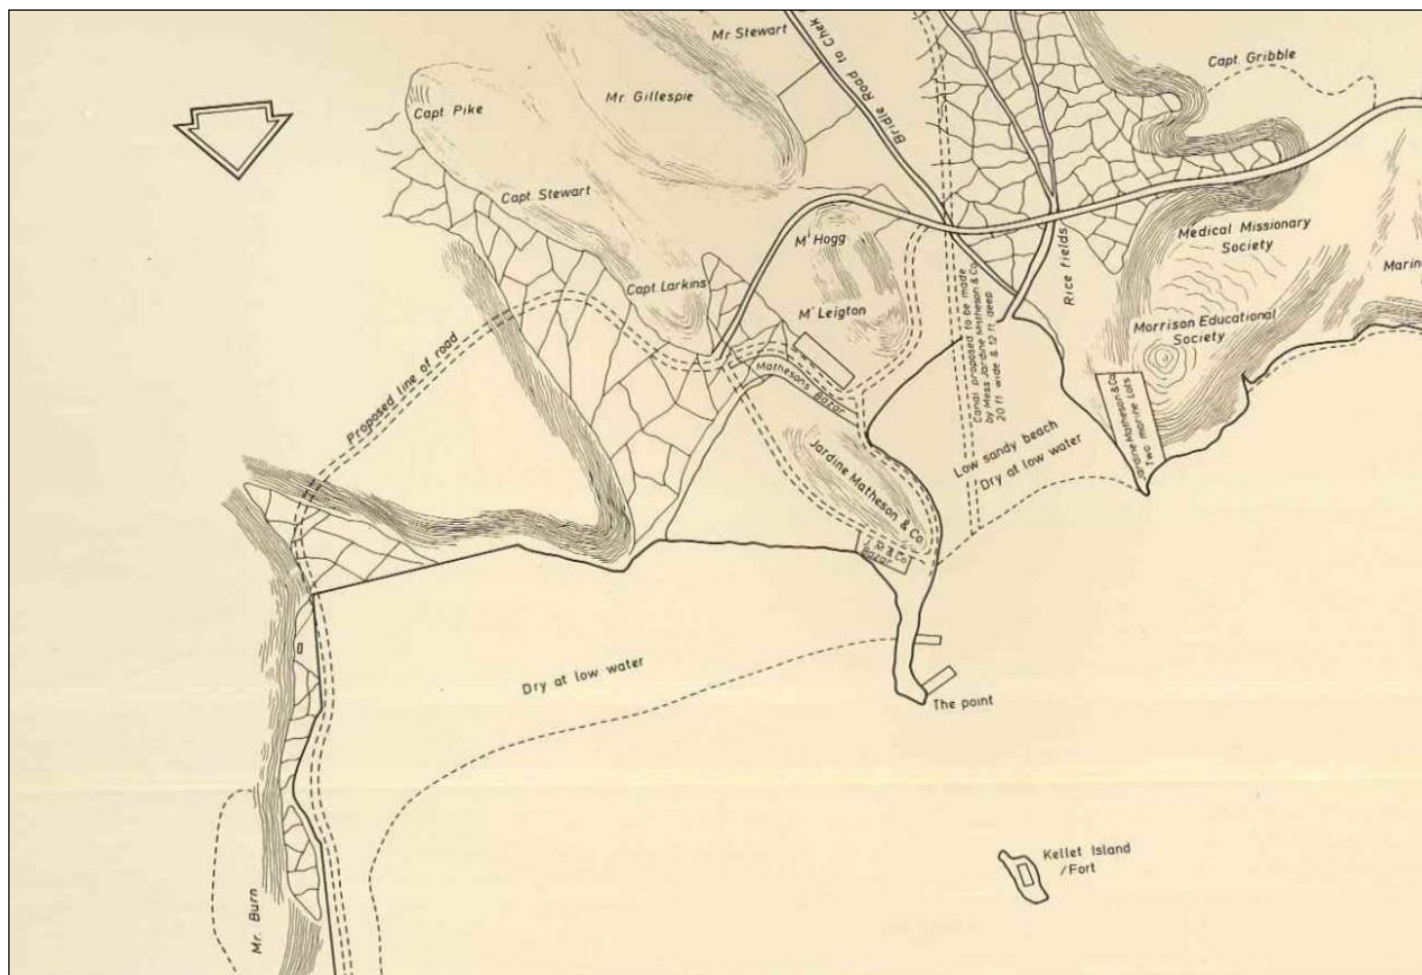 Mr Stewart
Bridle Road to Chek
Capt. Gribble
Mr Gillespie
Capt Pike
Capt Stewart
Mr Hogg
Rice fields
Medical Missionary
Society
Marin
Capt Larkins
Mr Leigton
Canal proposed to be made
by Mess Jardine Matheson & Co.
20 ft wide & 12 ft deep
Morrison Educational
Society
Proposed line of road
Mathesons
Bazar
Jardine Matheson & Co.
Two marine Lots
Low sandy beach
Dry at low water
Jardine Matheson & Co
Bazar
Dry at low water
The point
Kellet Island
/Fort
Mr. Burn